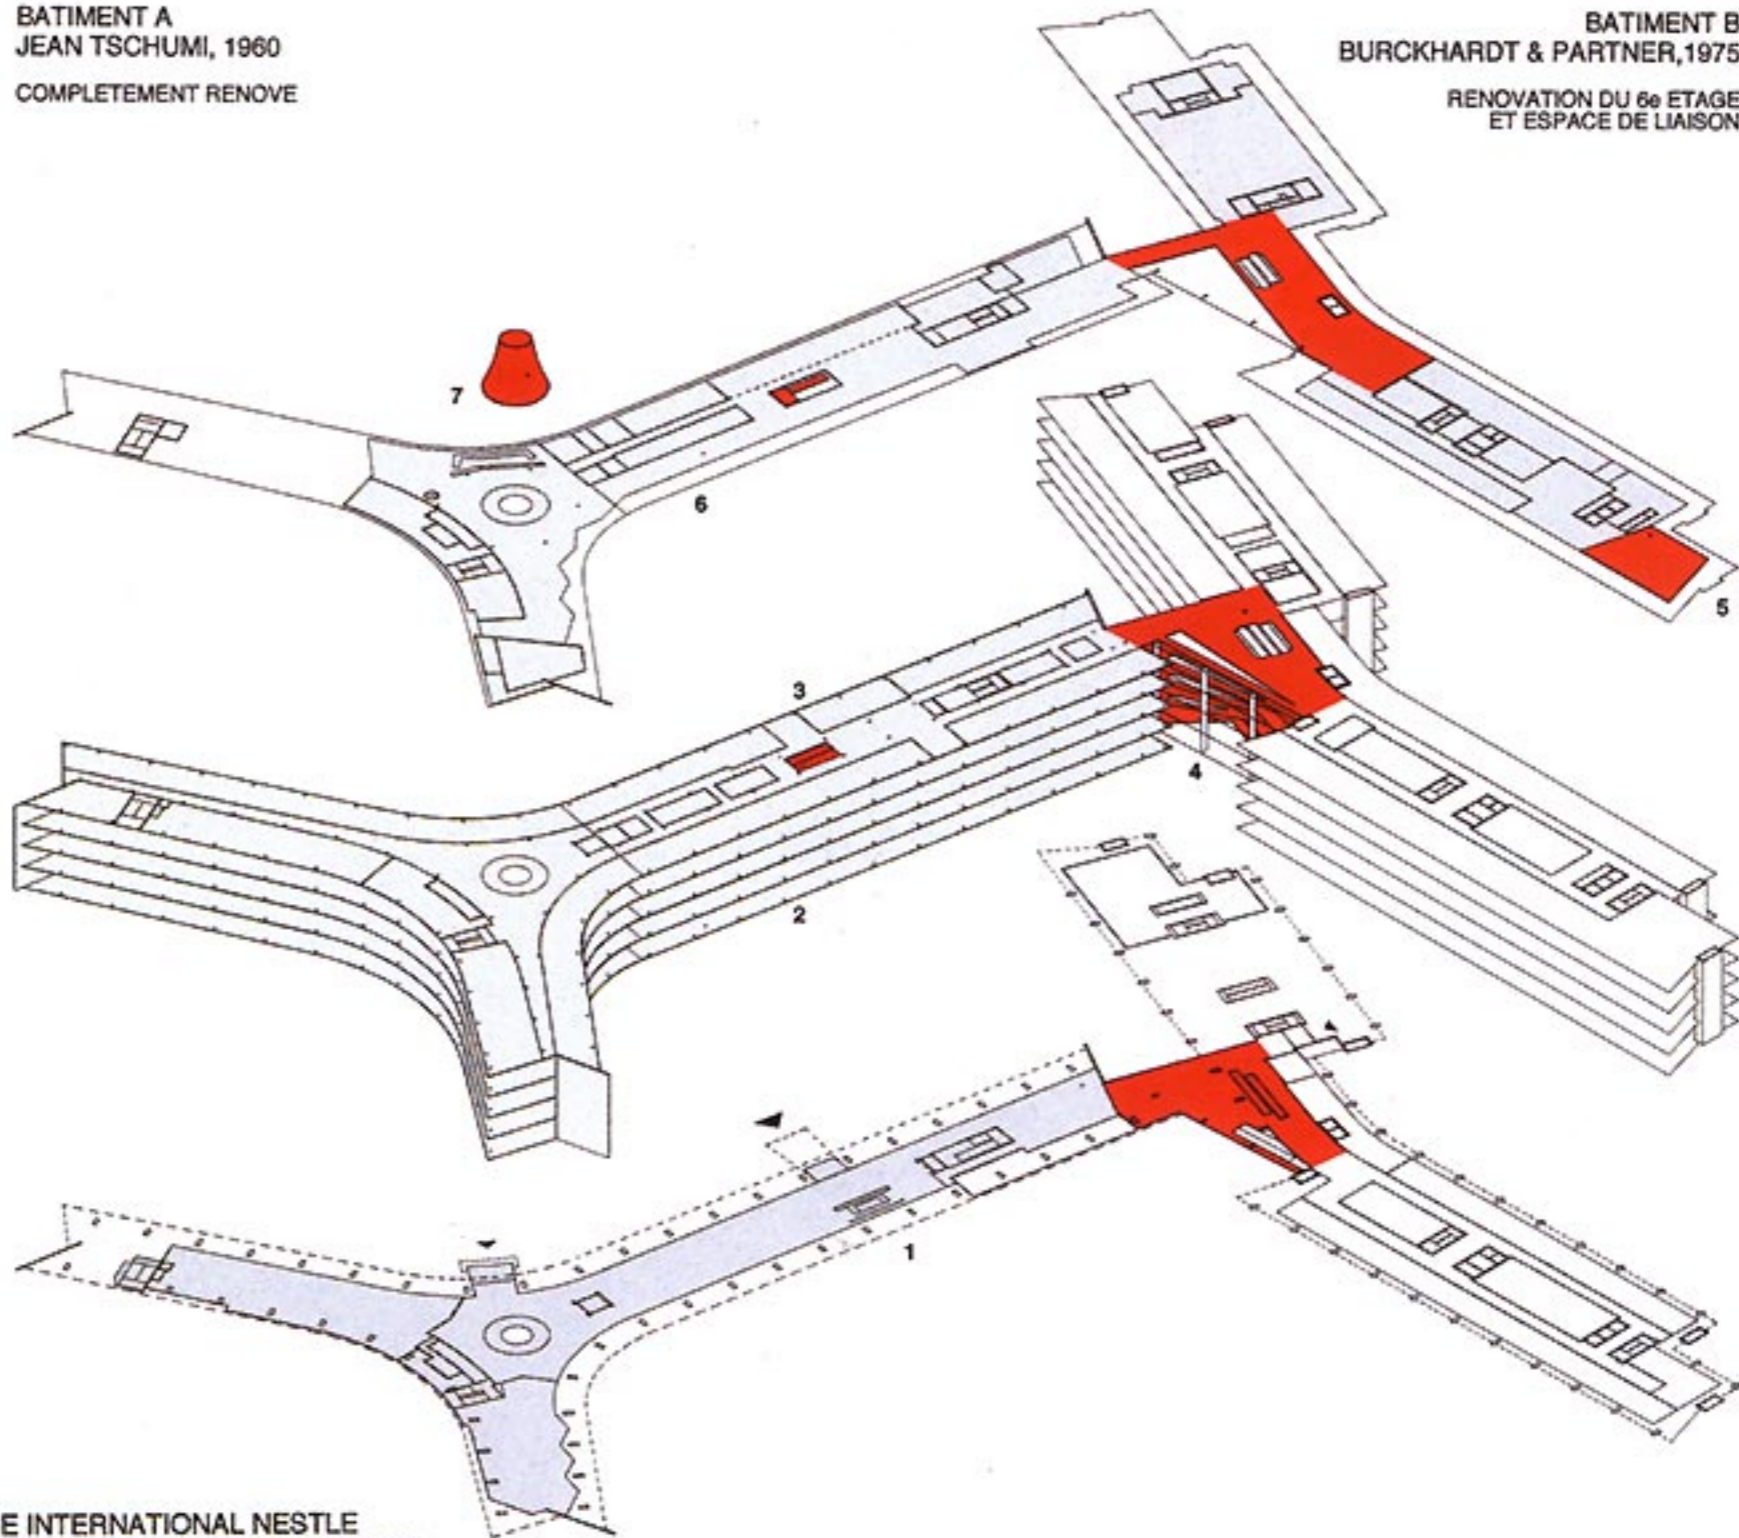 BATIMENT A
JEAN TSCHUMI, 1960
COMPLETEMENT RENOVE
BATIMENT B
BURCKHARDT & PARTNER,1975
RENOVATION DU 6e ETAGE
ET ESPACE DE LIAISON
7
6
5
3
4
2
1
E INTERNATIONAL NESTLE